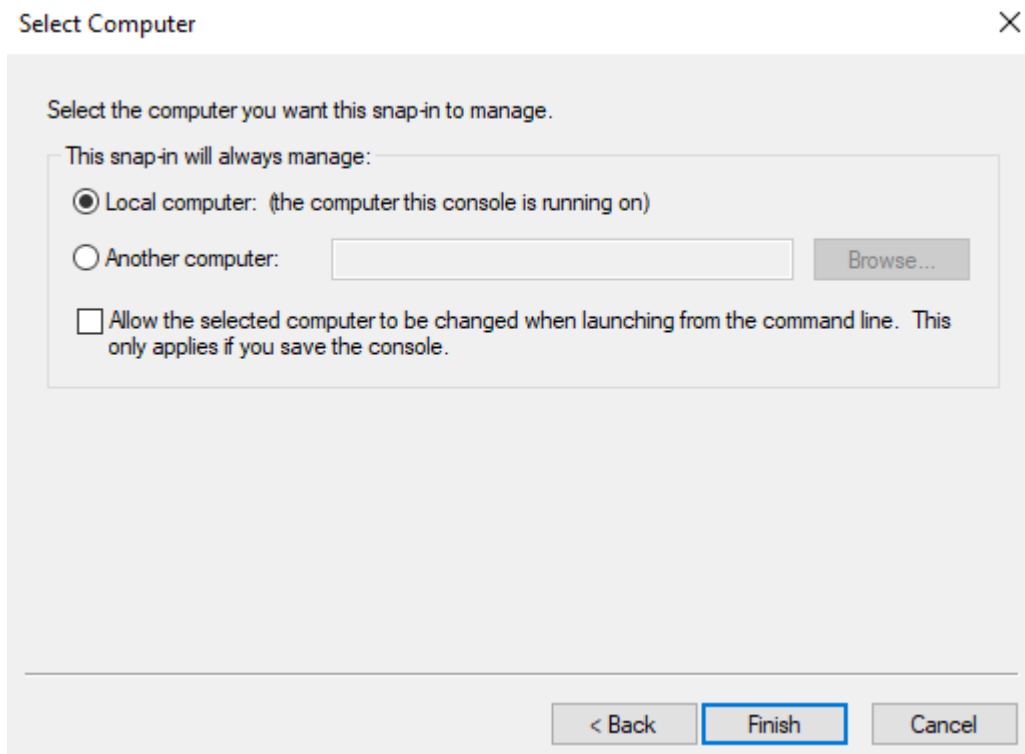 Select Computer
Select the computer you want this snap-in to manage.
This snap-in will always manage:
Local computer:  (the computer this console is running on)
Another computer:
Browse...
Allow the selected computer to be changed when launching from the command line.  This
only applies if you save the console.
< Back
Finish
Cancel